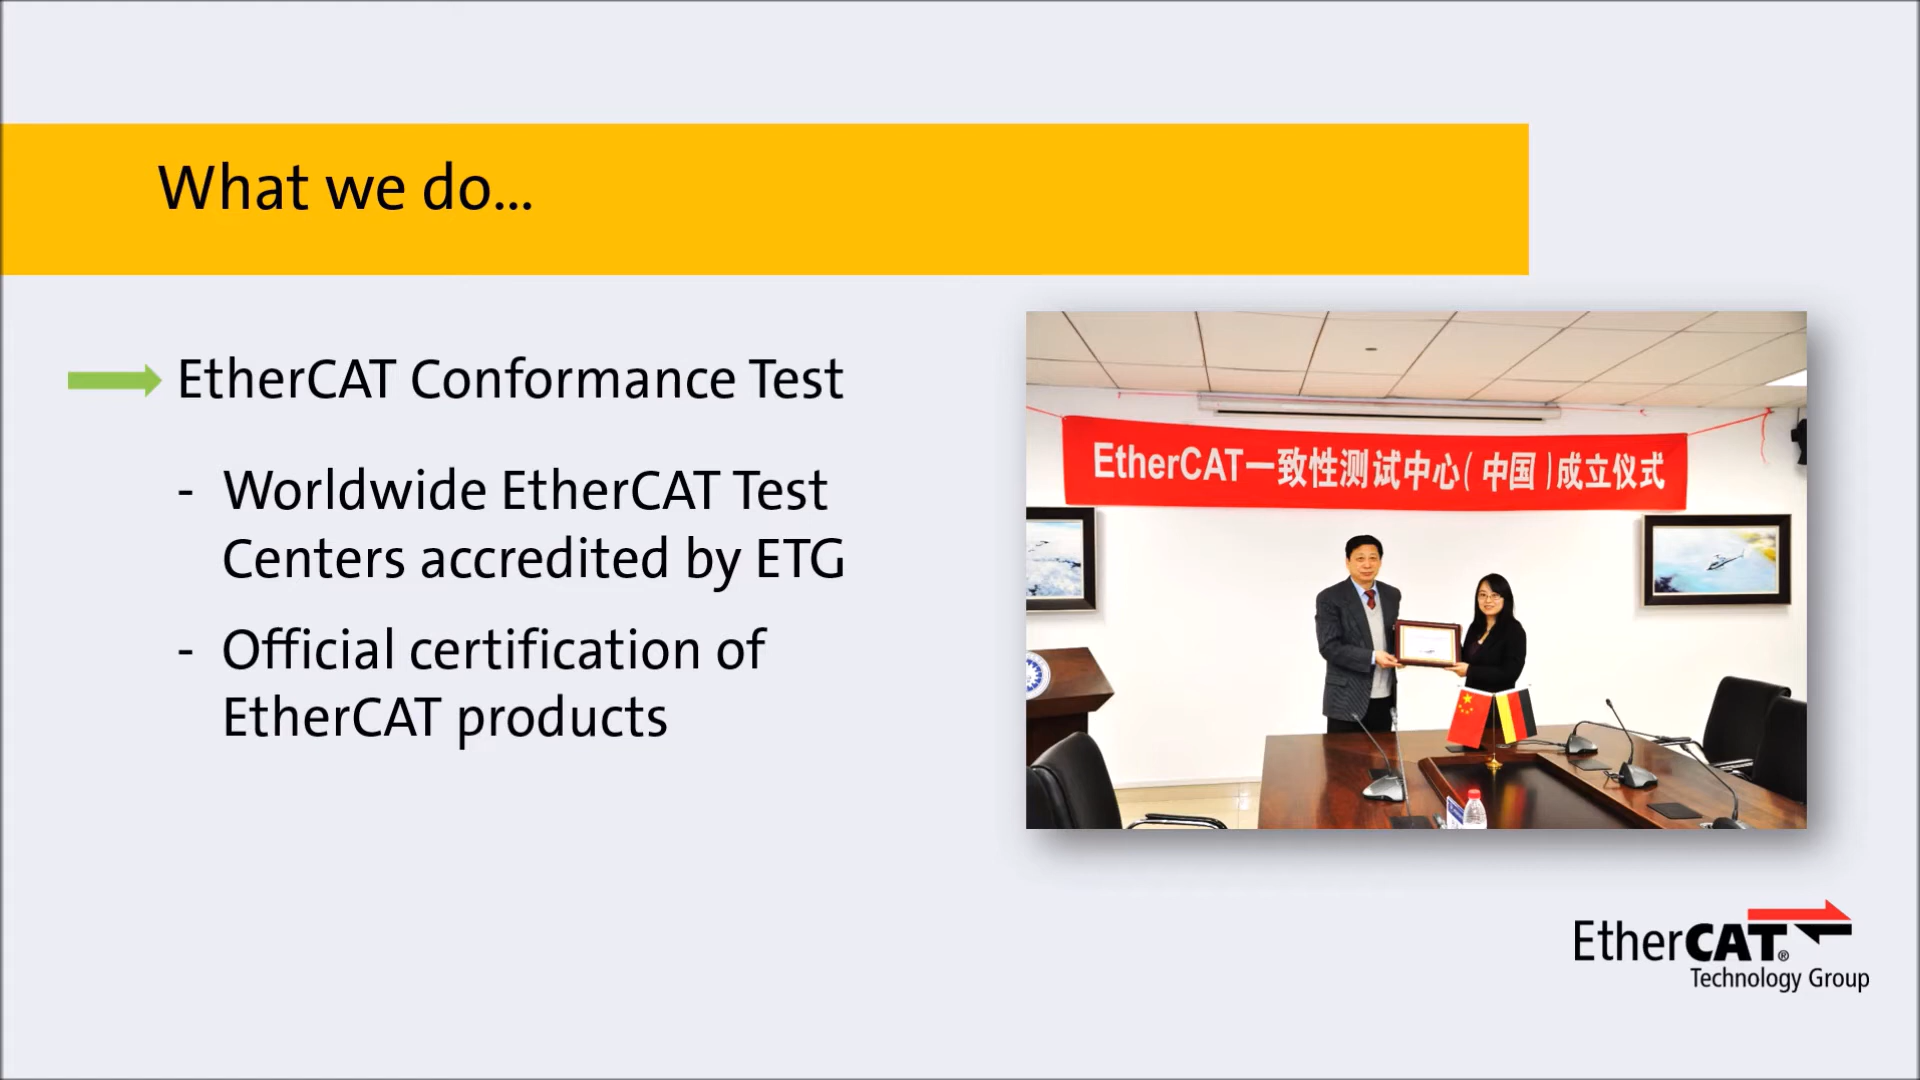 What we do...
EtherCAT Conformance Test
- Worldwide EtherCAT Test
Centers accredited by ETG
- Official certification of
EtherCAT products
EtherCAT一致性测试中心(中国)成立仪式
EtherCAT®
Technology Group